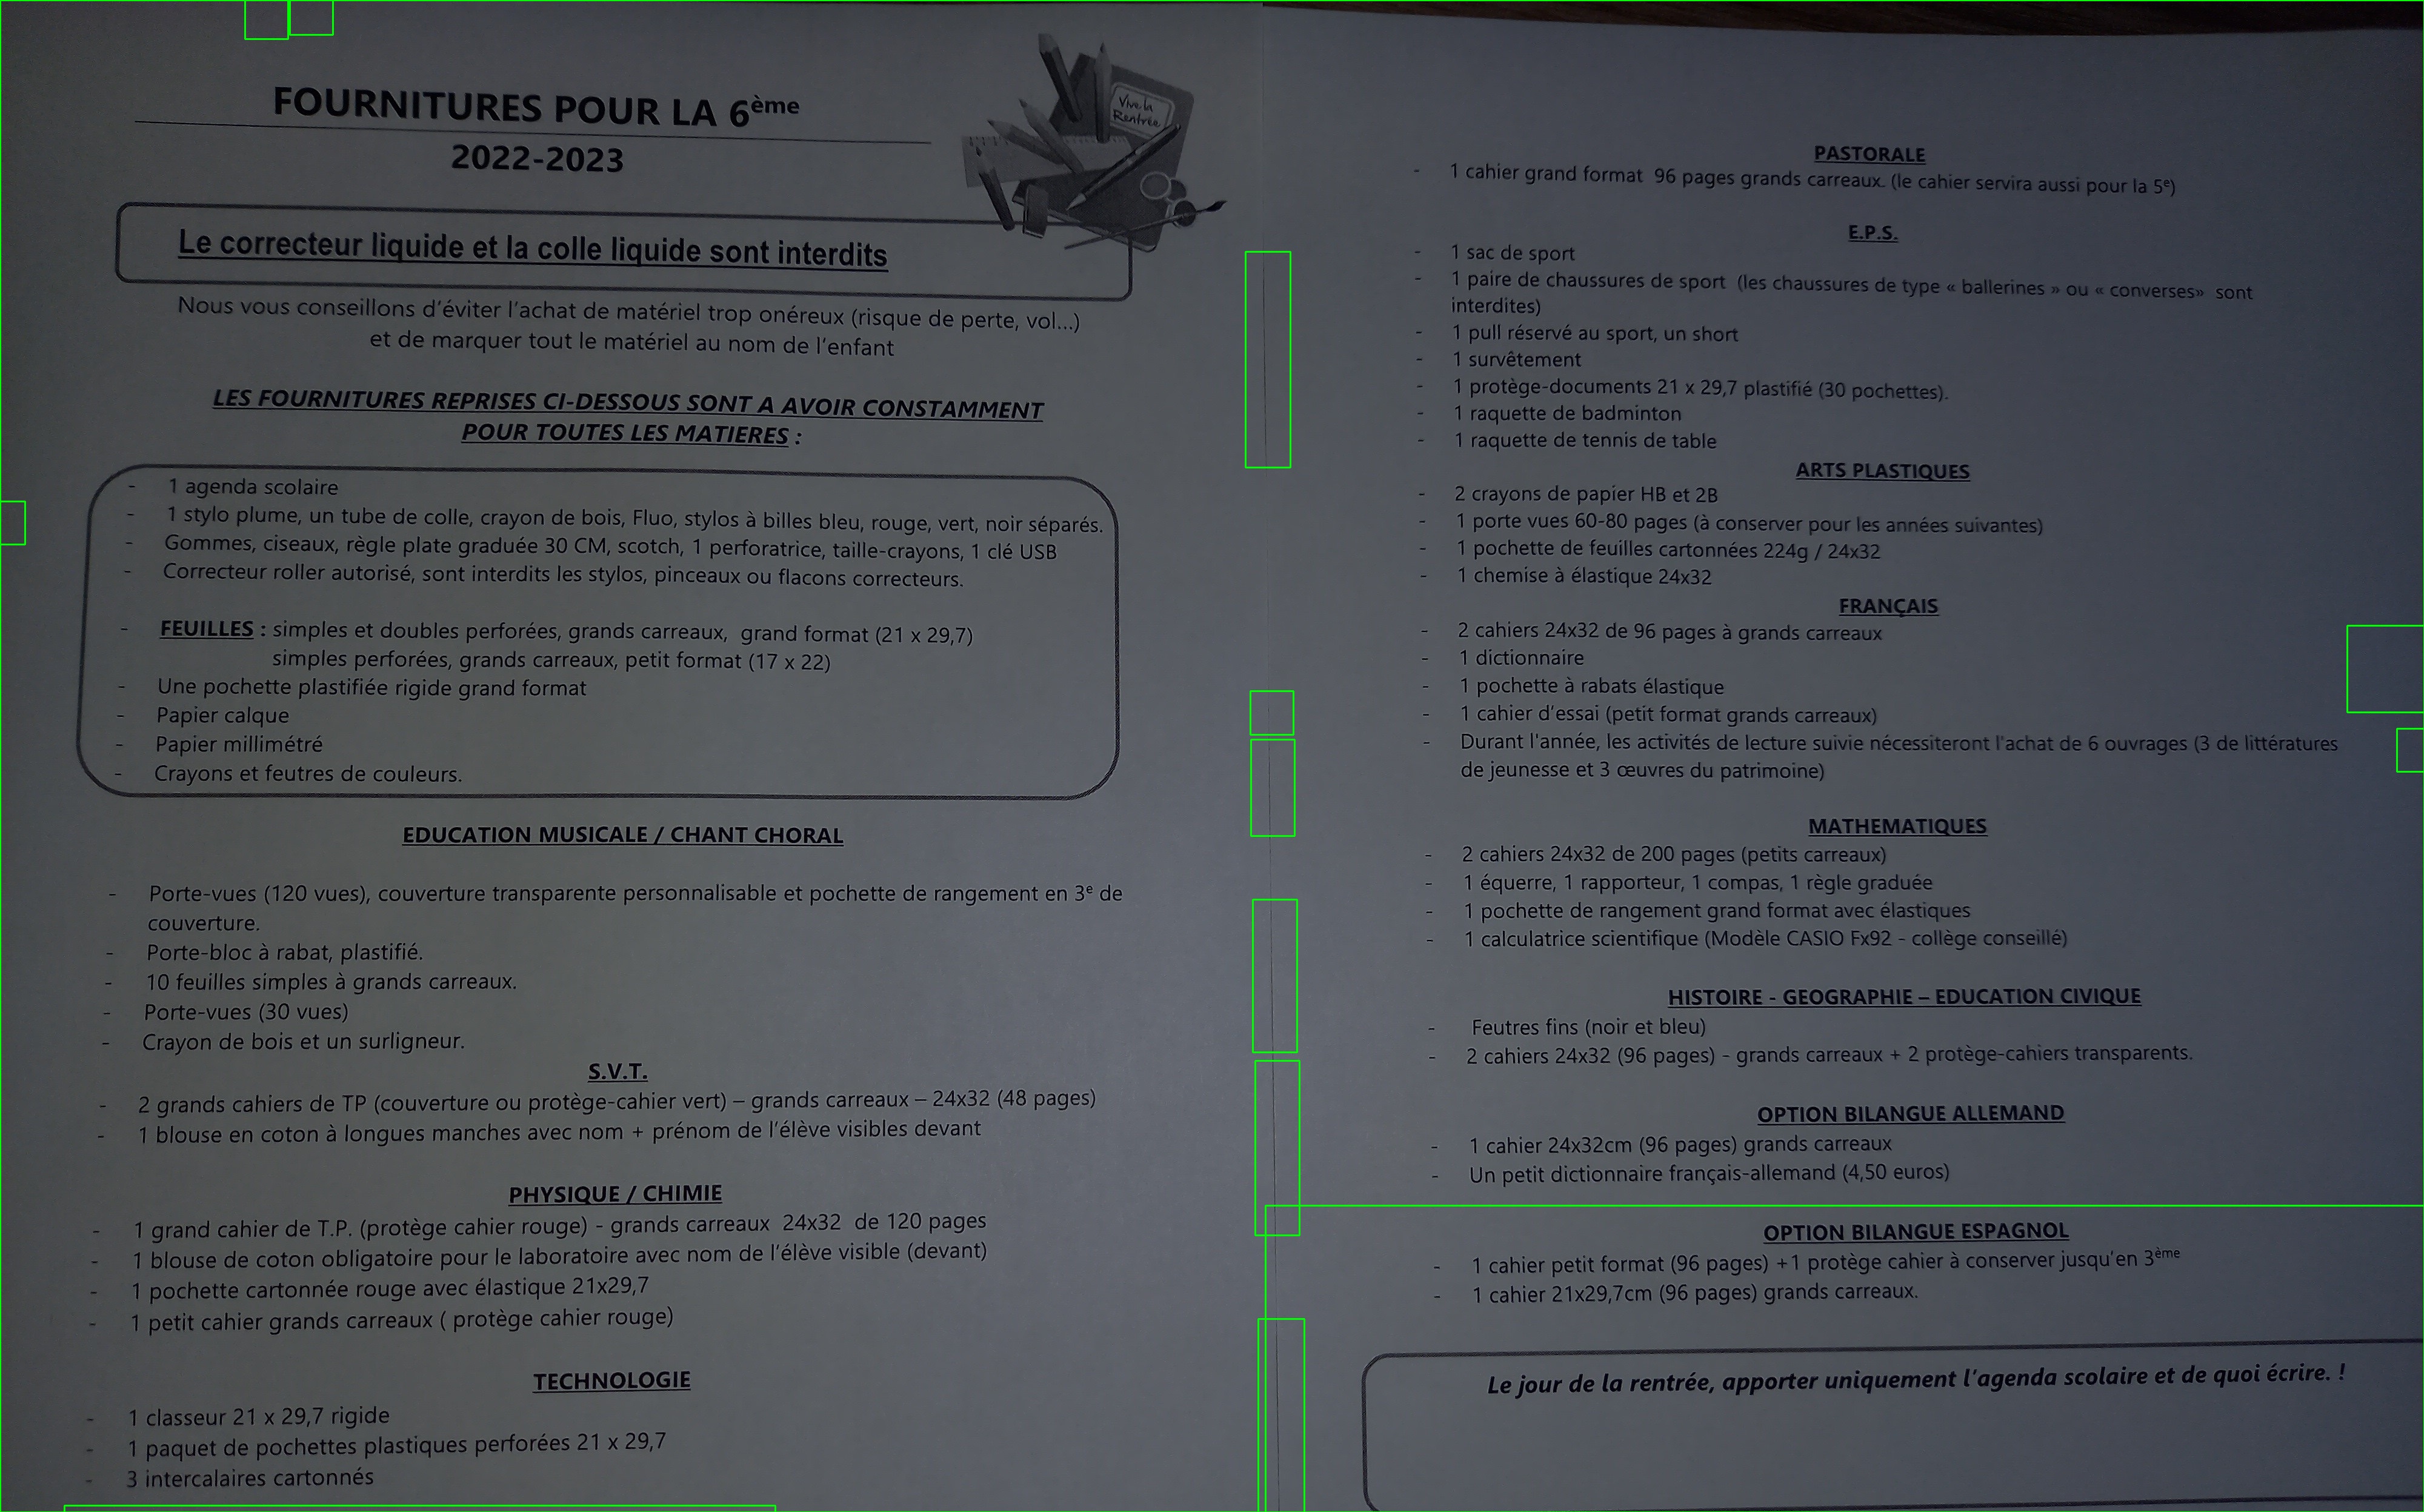 FOURNITURES POUR LA 6ème
2022-2023
Vive la
Rentrée
Le correcteur liquide et la colle liquide sont interdits
Nous vous conseillons d'éviter l'achat de matériel trop onéreux (risque de perte, vol...)
et de marquer tout le matériel au nom de l'enfant
LES FOURNITURES REPRISES CI-DESSOUS SONT A AVOIR CONSTAMMENT
POUR TOUTES LES MATIERES :
- 1 agenda scolaire
- 1 stylo plume, un tube de colle, crayon de bois, Fluo, stylos à billes bleu, rouge, vert, noir séparés.
- Gommes, ciseaux, règle plate graduée 30 CM, scotch, 1 perforatrice, taille-crayons, 1 clé USB
- Correcteur roller autorisé, sont interdits les stylos, pinceaux ou flacons correcteurs.
- FEUILLES : simples et doubles perforées, grands carreaux, grand format (21 x 29,7)
simples perforées, grands carreaux, petit format (17 x 22)
- Une pochette plastifiée rigide grand format
- Papier calque
- Papier millimétré
- Crayons et feutres de couleurs.
EDUCATION MUSICALE / CHANT CHORAL
- Porte-vues (120 vues), couverture transparente personnalisable et pochette de rangement en 3e de
couverture.
- Porte-bloc à rabat, plastifié.
- 10 feuilles simples à grands carreaux.
- Porte-vues (30 vues)
- Crayon de bois et un surligneur.
S.V.T.
- 2 grands cahiers de TP (couverture ou protège-cahier vert) – grands carreaux – 24x32 (48 pages)
- 1 blouse en coton à longues manches avec nom + prénom de l'élève visibles devant
PHYSIQUE / CHIMIE
- 1 grand cahier de T.P. (protège cahier rouge) - grands carreaux 24x32 de 120 pages
- 1 blouse de coton obligatoire pour le laboratoire avec nom de l'élève visible (devant)
- 1 pochette cartonnée rouge avec élastique 21x29,7
- 1 petit cahier grands carreaux ( protège cahier rouge)
TECHNOLOGIE
- 1 classeur 21 x 29,7 rigide
- 1 paquet de pochettes plastiques perforées 21 x 29,7
- 3 intercalaires cartonnés
PASTORALE
- 1 cahier grand format 96 pages grands carreaux. (le cahier servira aussi pour la 5e)
E.P.S.
- 1 sac de sport
- 1 paire de chaussures de sport (les chaussures de type « ballerines » ou « converses» sont
interdites)
- 1 pull réservé au sport, un short
- 1 survêtement
- 1 protège-documents 21 x 29,7 plastifié (30 pochettes).
- 1 raquette de badminton
- 1 raquette de tennis de table
ARTS PLASTIQUES
- 2 crayons de papier HB et 2B
- 1 porte vues 60-80 pages (à conserver pour les années suivantes)
- 1 pochette de feuilles cartonnées 224g / 24x32
- 1 chemise à élastique 24x32
FRANÇAIS
- 2 cahiers 24x32 de 96 pages à grands carreaux
- 1 dictionnaire
- 1 pochette à rabats élastique
- 1 cahier d'essai (petit format grands carreaux)
- Durant l'année, les activités de lecture suivie nécessiteront l'achat de 6 ouvrages (3 de littératures
de jeunesse et 3 œuvres du patrimoine)
MATHEMATIQUES
- 2 cahiers 24x32 de 200 pages (petits carreaux)
- 1 équerre, 1 rapporteur, 1 compas, 1 règle graduée
- 1 pochette de rangement grand format avec élastiques
- 1 calculatrice scientifique (Modèle CASIO Fx92 - collège conseillé)
HISTOIRE - GEOGRAPHIE – EDUCATION CIVIQUE
- Feutres fins (noir et bleu)
- 2 cahiers 24x32 (96 pages) - grands carreaux + 2 protège-cahiers transparents.
OPTION BILANGUE ALLEMAND
- 1 cahier 24x32cm (96 pages) grands carreaux
- Un petit dictionnaire français-allemand (4,50 euros)
OPTION BILANGUE ESPAGNOL
- 1 cahier petit format (96 pages) +1 protège cahier à conserver jusqu'en 3ème
- 1 cahier 21x29,7cm (96 pages) grands carreaux.
Le jour de la rentrée, apporter uniquement l'agenda scolaire et de quoi écrire. !